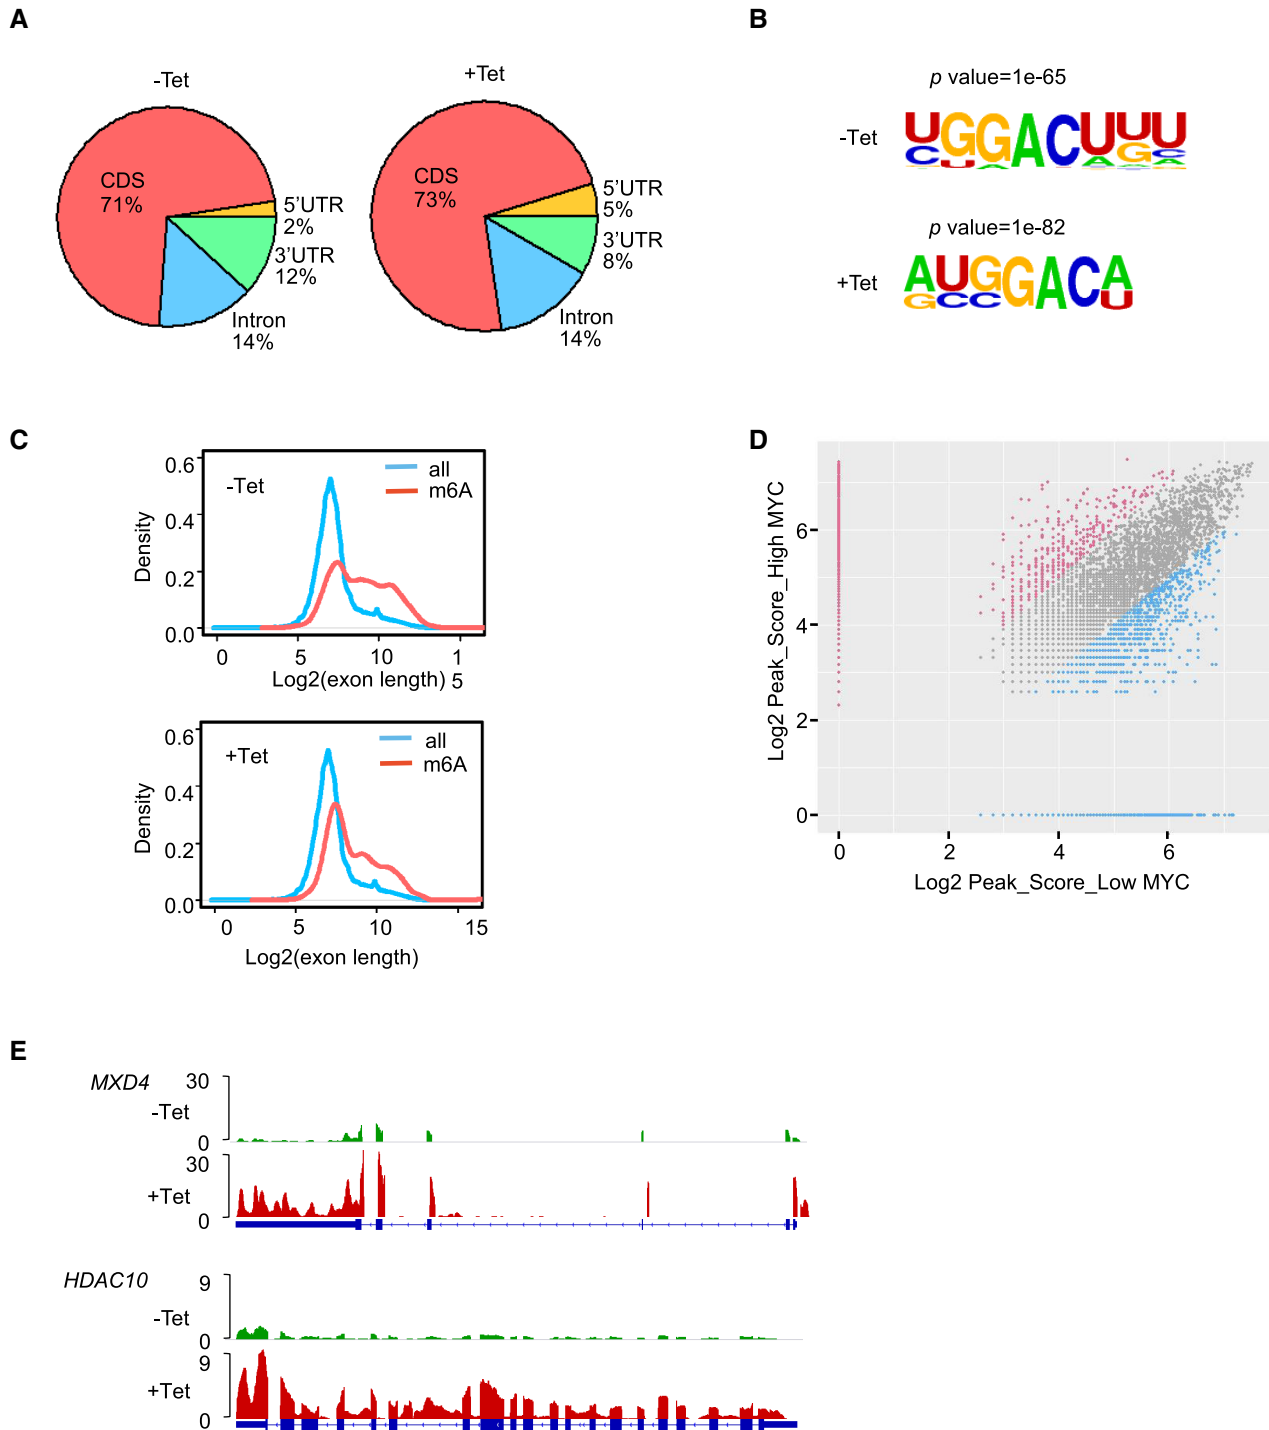 A
-Tet
CDS
71%
5’UTR
2%
3’UTR
12%
Intron
14%
+Tet
CDS
73%
5’UTR
5%
3’UTR
8%
Intron
14%
B
p value=1e-65
-Tet
UGGACUUU
p value=1e-82
+Tet
AUGGACA
C
0.6
0.4
0.2
0.0
Density
-Tet
all
m6A
0 5 10 1
Log2(exon length) 5
0.6
0.4
0.2
0.0
Density
+Tet
all
m6A
0 5 10 15
Log2(exon length)
D
Log2 Peak_Score_High MYC
6
4
2
0
0 2 4 6
Log2 Peak_Score_Low MYC
E
MXD4
-Tet
30
0
+Tet
30
0
HDAC10
-Tet
9
0
+Tet
9
0